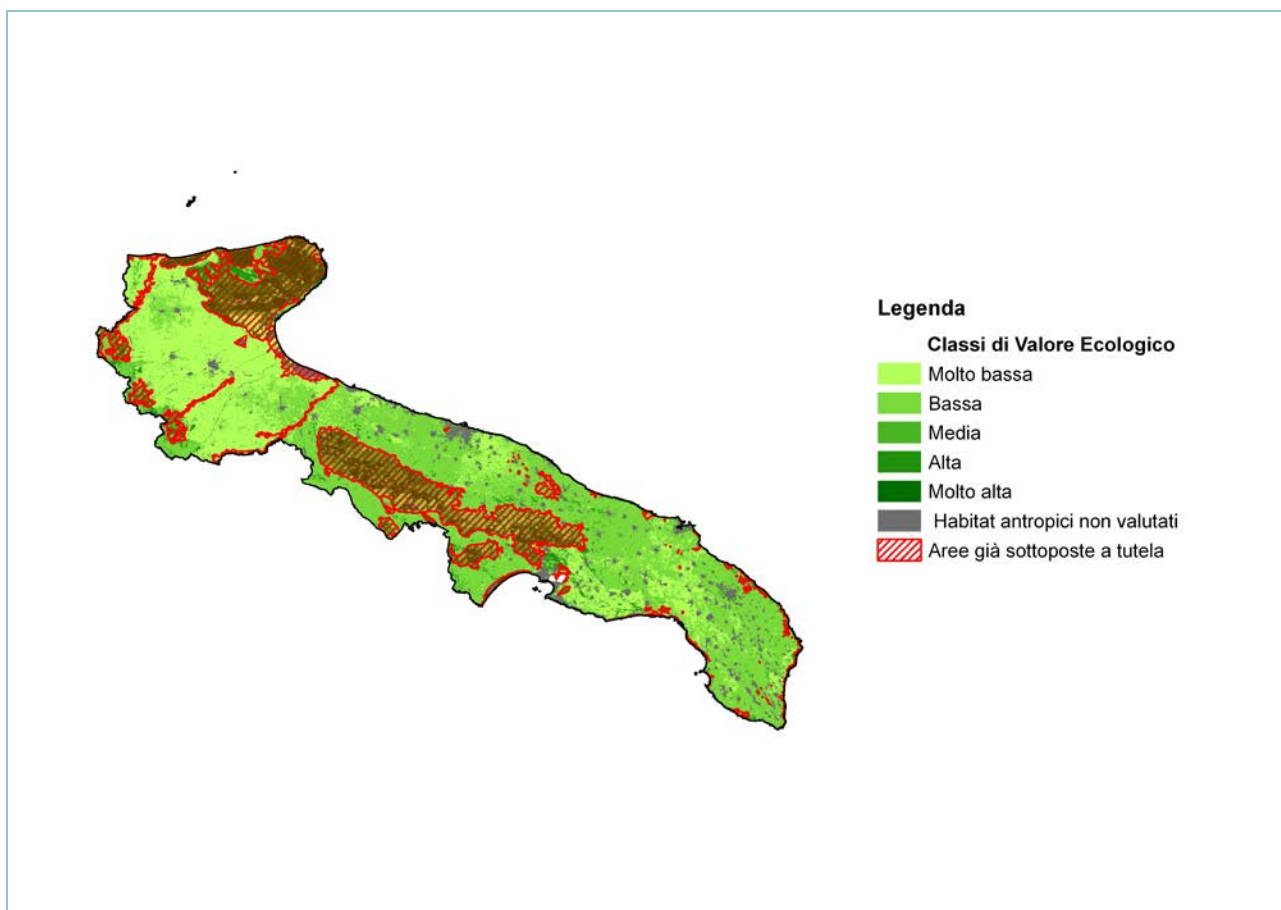 Legenda
Classi di Valore Ecologico
Molto bassa
Bassa
Media
Alta
Molto alta
Habitat antropici non valutati
Aree già sottoposte a tutela